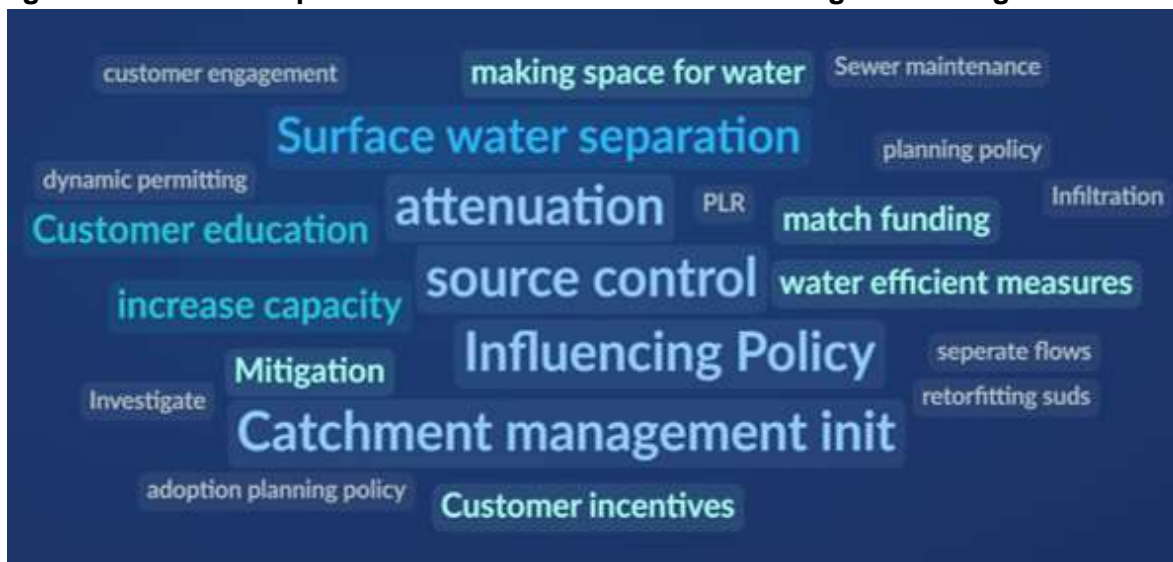 customer engagement
making space for water
Sewer maintenance
Surface water separation
planning policy
dynamic permitting
attenuation
PLR
Infiltration
Customer education
match funding
source control
water efficient measures
increase capacity
Influencing Policy
seperate flows
Mitigation
Investigate
retorfitting suds
Catchment management init
adoption planning policy
Customer incentives